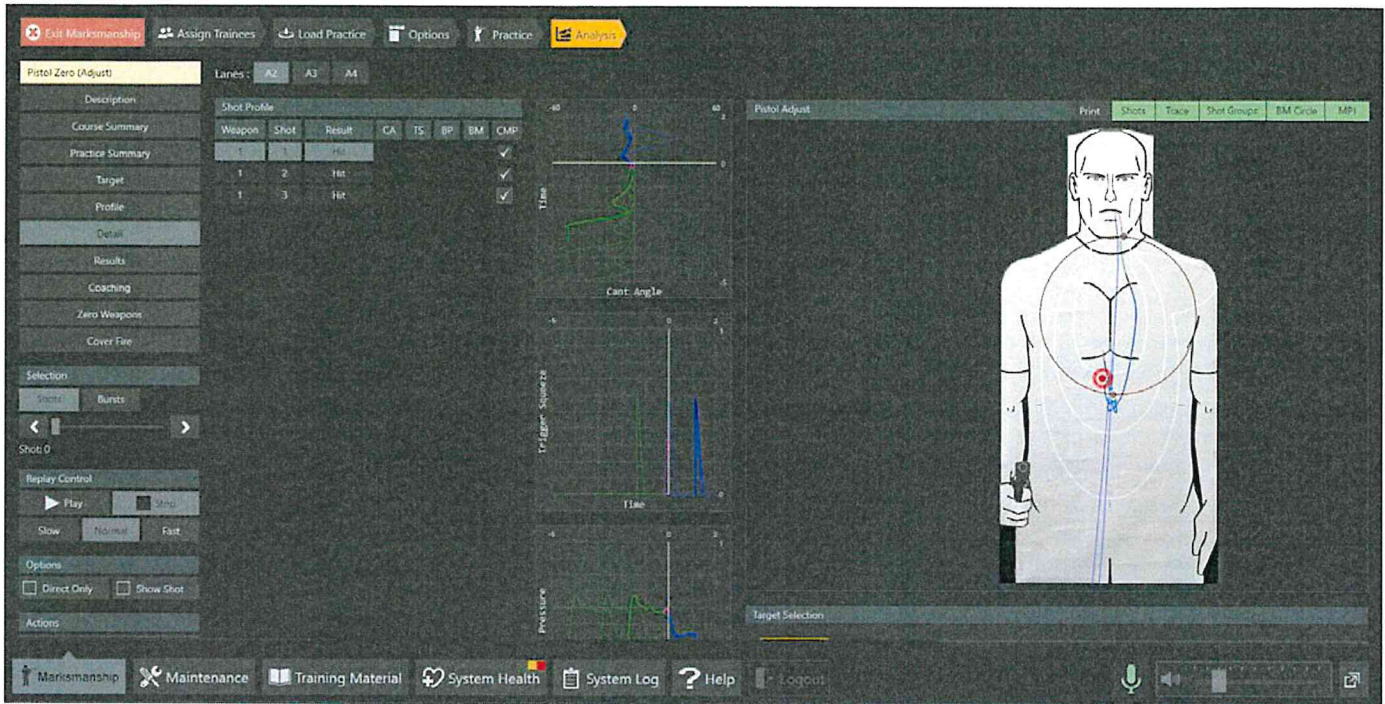 Exit Marksmanship
Assign Trainees
Load Practice
Options
Practice
Analysis
Pistol Zero (Adjust)
Description
Course Summary
Practice Summary
Target
Profile
Detail
Results
Coaching
Zero Weapons
Cover Fire
Selection
Shots Bursts
Shot: 0
Replay Control
Play Stop
Slow Normal Fast
Options
Direct Only Show Shot
Actions
Lanes : A2 A3 A4
Shot Profile
Weapon Shot Result CA TS BP BM CMP
1 1 Hit
1 2 Hit
1 3 Hit
-60 0 60
2
0
Time
-5
Cant Angle
-5 0 2
1
Trigger Squeeze
0
Time
0 2
1
Pressure
Pistol Adjust
Print Shots Trace Shot Groups BM Circle MPI
Target Selection
Marksmanship
Maintenance
Training Material
System Health
System Log
Help
Logout